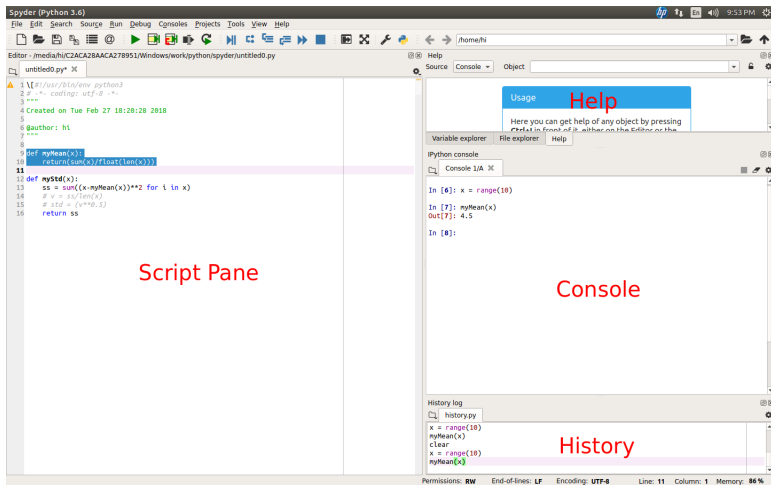 Spyder (Python 3.6)
hp En 9:53 PM
File Edit Search Source Run Debug Consoles Projects Tools View Help
/home/hi
Editor - /media/hi/C2ACA28AACA278951/Windows/work/python/spyder/untitled0.py
untitled0.py*
1 \[#!/usr/bin/env python3
2 # -*- coding: utf-8 -*-
3 """
4 Created on Tue Feb 27 18:20:28 2018
5
6 @author: hi
7 """
8
9 def myMean(x):
10 return(sum(x)/float(len(x)))
11
12 def myStd(x):
13 ss = sum((x-myMean(x))**2 for i in x)
14 # v = ss/len(x)
15 # std = (v**0.5)
16 return ss
Script Pane
Help
Source Console Object
Usage
Help
Here you can get help of any object by pressing
Ctrl+I in front of it, either on the Editor or the
Variable explorer File explorer Help
IPython console
Console 1/A
In [6]: x = range(10)
In [7]: myMean(x)
Out[7]: 4.5
In [8]:
Console
History log
history.py
x = range(10)
myMean(x)
clear
x = range(10)
myMean(x)
History
Permissions: RW End-of-lines: LF Encoding: UTF-8 Line: 11 Column: 1 Memory: 86 %